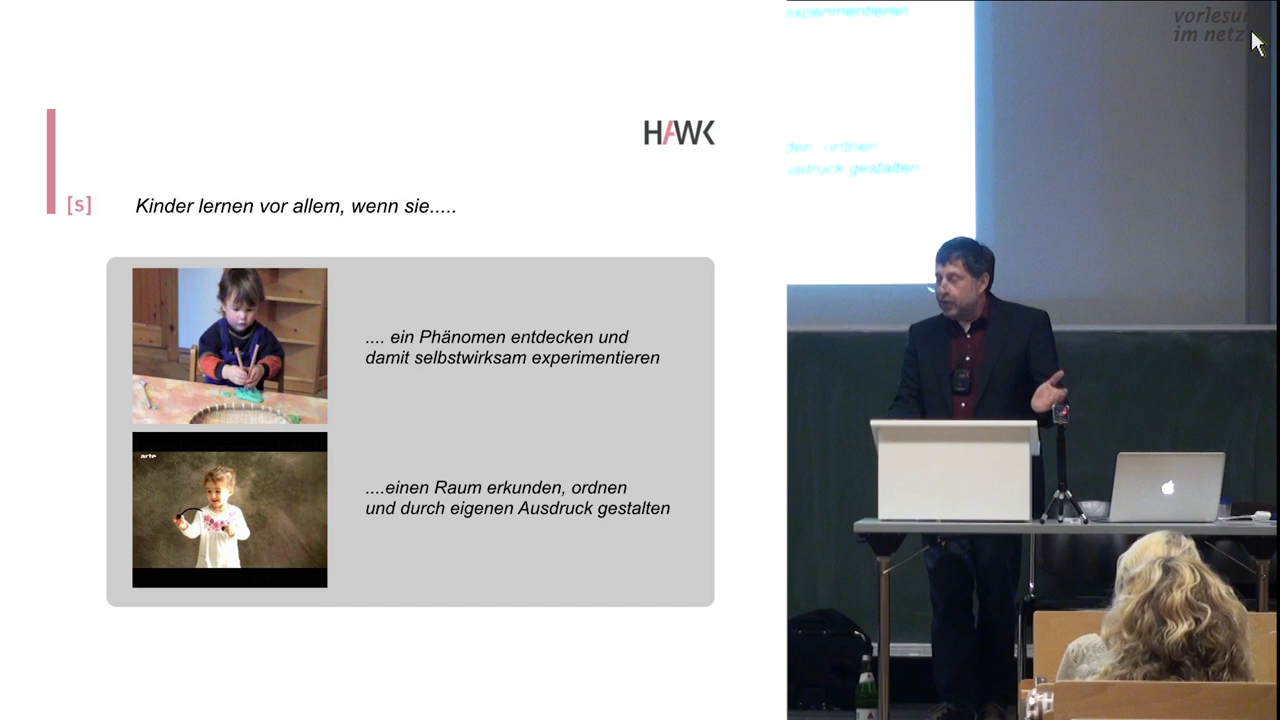 HAWK
[s]
Kinder lernen vor allem, wenn sie.....
.... ein Phänomen entdecken und
damit selbstwirksam experimentieren
arte
....einen Raum erkunden, ordnen
und durch eigenen Ausdruck gestalten
experimentieren
ordnen
Ausdruck gestalten
im netz